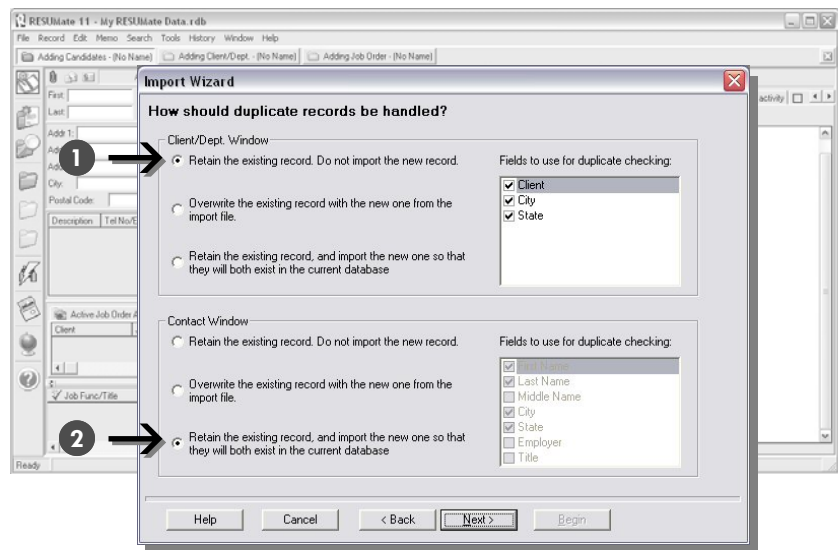 RESUMate 11 - My RESUMate Data.rdb
File Record Edit Memo Search Tools History Window Help
Adding Candidates - (No Name) Adding Client/Dept. - (No Name) Adding Job Order - (No Name)
First:
Last:
activity
Addr 1:
City:
Postal Code:
Description Tel No/E
Active Job Order A
Client
Job Func/Title
Ready
Import Wizard
How should duplicate records be handled?
Client/Dept. Window
1
Retain the existing record. Do not import the new record.
Overwrite the existing record with the new one from the
import file.
Retain the existing record, and import the new one so that
they will both exist in the current database
Fields to use for duplicate checking:
Client
City
State
Contact Window
Retain the existing record. Do not import the new record.
Overwrite the existing record with the new one from the
import file.
2
Retain the existing record, and import the new one so that
they will both exist in the current database
Fields to use for duplicate checking:
First Name
Last Name
Middle Name
City
State
Employer
Title
Help Cancel < Back Next > Begin